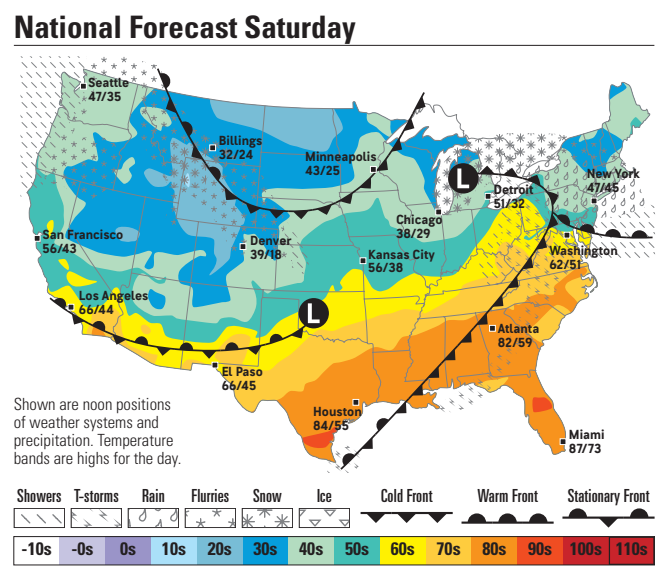 National Forecast Saturday
Seattle
47/35
Billings
32/24
Minneapolis
43/25
New York
47/45
L
Detroit
51/32
Chicago
38/29
San Francisco
56/43
Denver
39/18
Kansas City
56/38
Washington
62/51
Los Angeles
66/44
L
Atlanta
82/59
El Paso
66/45
Houston
84/55
Miami
87/73
Shown are noon positions
of weather systems and
precipitation. Temperature
bands are highs for the day.
Showers T-storms Rain Flurries Snow Ice Cold Front Warm Front Stationary Front
-10s -0s 0s 10s 20s 30s 40s 50s 60s 70s 80s 90s 100s 110s